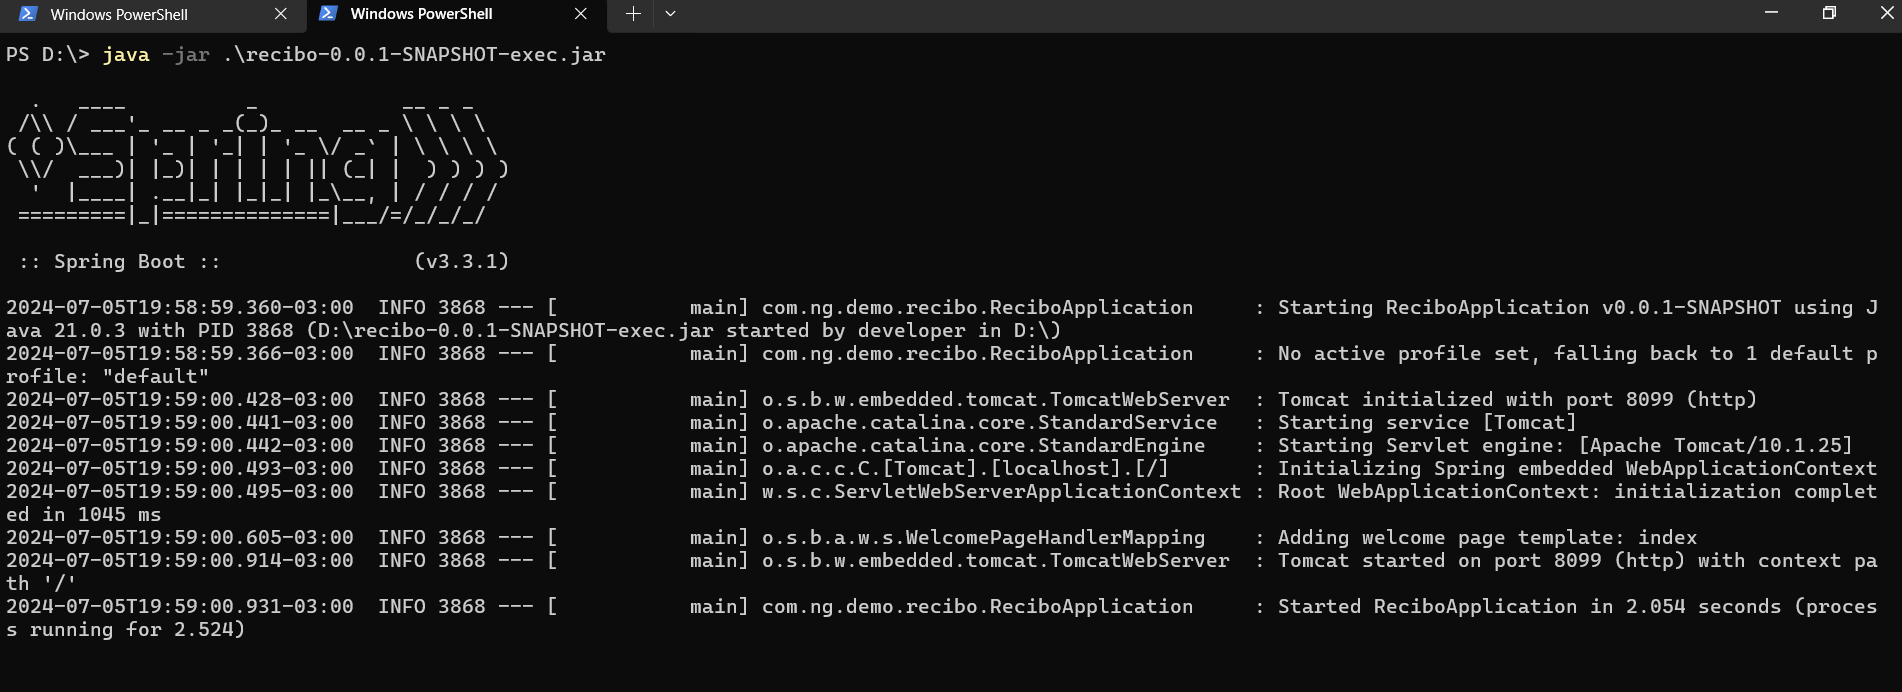 Windows PowerShell
Windows PowerShell
PS D:\> java -jar .\recibo-0.0.1-SNAPSHOT-exec.jar
  .   ____          _            __ _ _
 /\\ / ___'_ __ _ _(_)_ __  __ _ \ \ \ \
( ( )\___ | '_ | '_| | '_ \/ _` | \ \ \ \
 \\/  ___)| |_)| | | | | || (_| |  ) ) ) )
  '  |____| .__|_| |_|_| |_\__, | / / / /
 =========|_|==============|___/=/_/_/_/
 :: Spring Boot ::                (v3.3.1)
2024-07-05T19:58:59.360-03:00  INFO 3868 --- [           main] com.ng.demo.recibo.ReciboApplication     : Starting ReciboApplication v0.0.1-SNAPSHOT using J
ava 21.0.3 with PID 3868 (D:\recibo-0.0.1-SNAPSHOT-exec.jar started by developer in D:\)
2024-07-05T19:58:59.366-03:00  INFO 3868 --- [           main] com.ng.demo.recibo.ReciboApplication     : No active profile set, falling back to 1 default p
rofile: "default"
2024-07-05T19:59:00.428-03:00  INFO 3868 --- [           main] o.s.b.w.embedded.tomcat.TomcatWebServer  : Tomcat initialized with port 8099 (http)
2024-07-05T19:59:00.441-03:00  INFO 3868 --- [           main] o.apache.catalina.core.StandardService   : Starting service [Tomcat]
2024-07-05T19:59:00.442-03:00  INFO 3868 --- [           main] o.apache.catalina.core.StandardEngine    : Starting Servlet engine: [Apache Tomcat/10.1.25]
2024-07-05T19:59:00.493-03:00  INFO 3868 --- [           main] o.a.c.c.C.[Tomcat].[localhost].[/]       : Initializing Spring embedded WebApplicationContext
2024-07-05T19:59:00.495-03:00  INFO 3868 --- [           main] w.s.c.ServletWebServerApplicationContext : Root WebApplicationContext: initialization complet
ed in 1045 ms
2024-07-05T19:59:00.605-03:00  INFO 3868 --- [           main] o.s.b.a.w.s.WelcomePageHandlerMapping    : Adding welcome page template: index
2024-07-05T19:59:00.914-03:00  INFO 3868 --- [           main] o.s.b.w.embedded.tomcat.TomcatWebServer  : Tomcat started on port 8099 (http) with context pa
th '/'
2024-07-05T19:59:00.931-03:00  INFO 3868 --- [           main] com.ng.demo.recibo.ReciboApplication     : Started ReciboApplication in 2.054 seconds (proces
s running for 2.524)